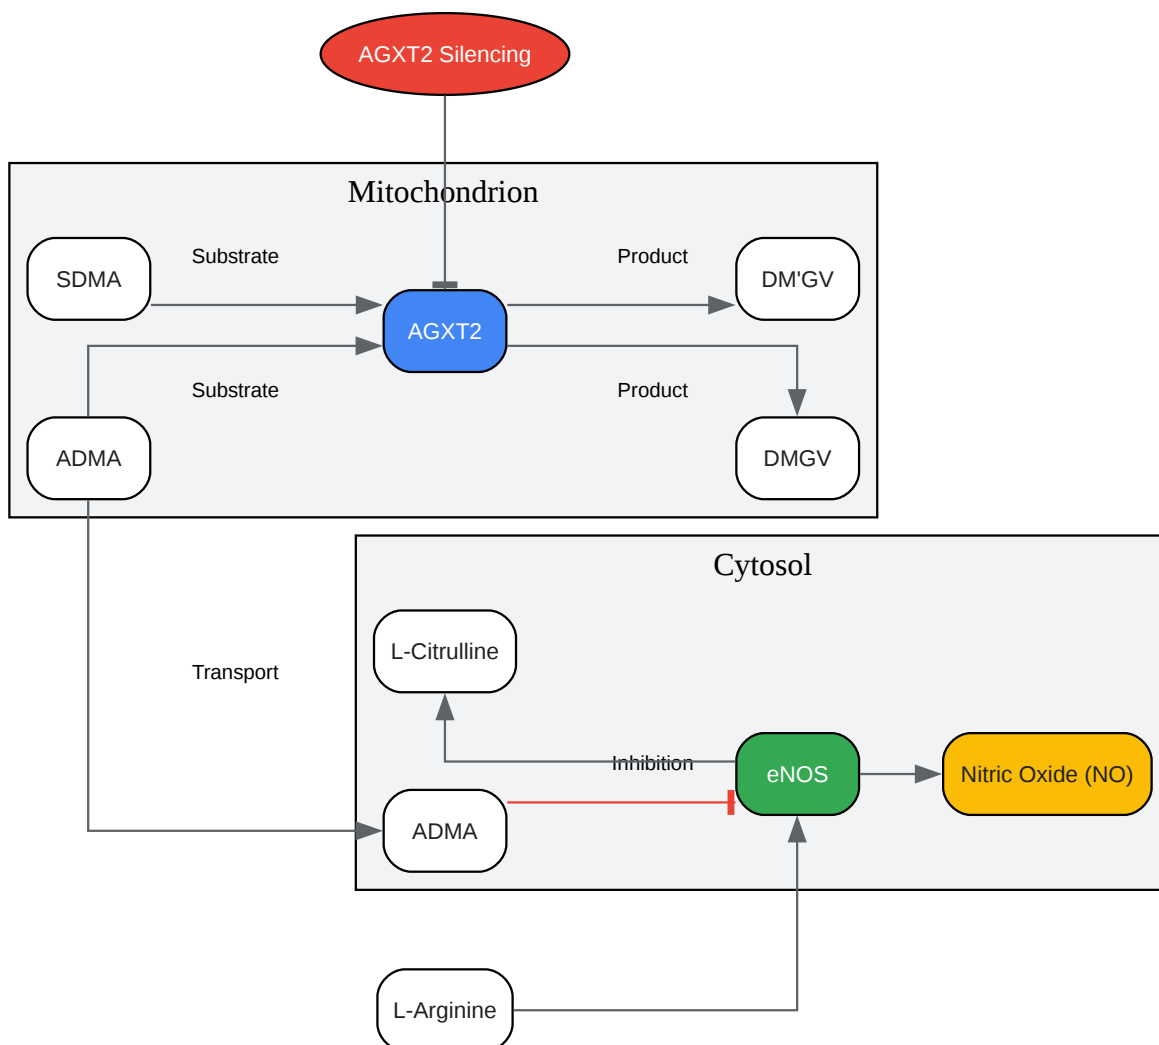 AGXT2 Silencing
Mitochondrion
Substrate
Product
SDMA
DM'GV
AGXT2
Substrate
Product
ADMA
DMGV
Cytosol
L-Citrulline
Transport
Inhibition
eNOS
Nitric Oxide (NO)
ADMA
L-Arginine